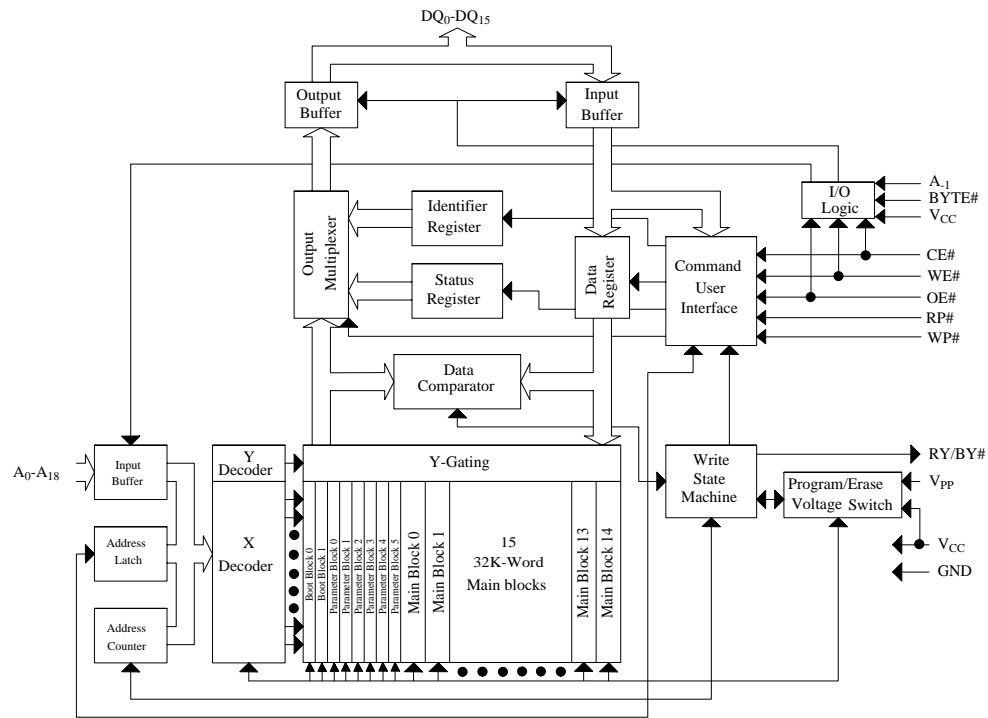 DQ0-DQ15
Output
Buffer
Input
Buffer
A-1
BYTE#
VCC
I/O
Logic
Identifier
Register
Output
Multiplexer
Status
Register
Data
Register
Command
User
Interface
CE#
WE#
OE#
RP#
WP#
Data
Comparator
A0-A18
Input
Buffer
Y
Decoder
Y-Gating
Write
State
Machine
RY/BY#
Program/Erase
Voltage Switch
VPP
VCC
GND
Address
Latch
Address
Counter
X
Decoder
Boot Block 0
Boot Block 1
Parameter Block 0
Parameter Block 1
Parameter Block 2
Parameter Block 3
Parameter Block 4
Parameter Block 5
Main Block 0
Main Block 1
15
32K-Word
Main blocks
Main Block 13
Main Block 14